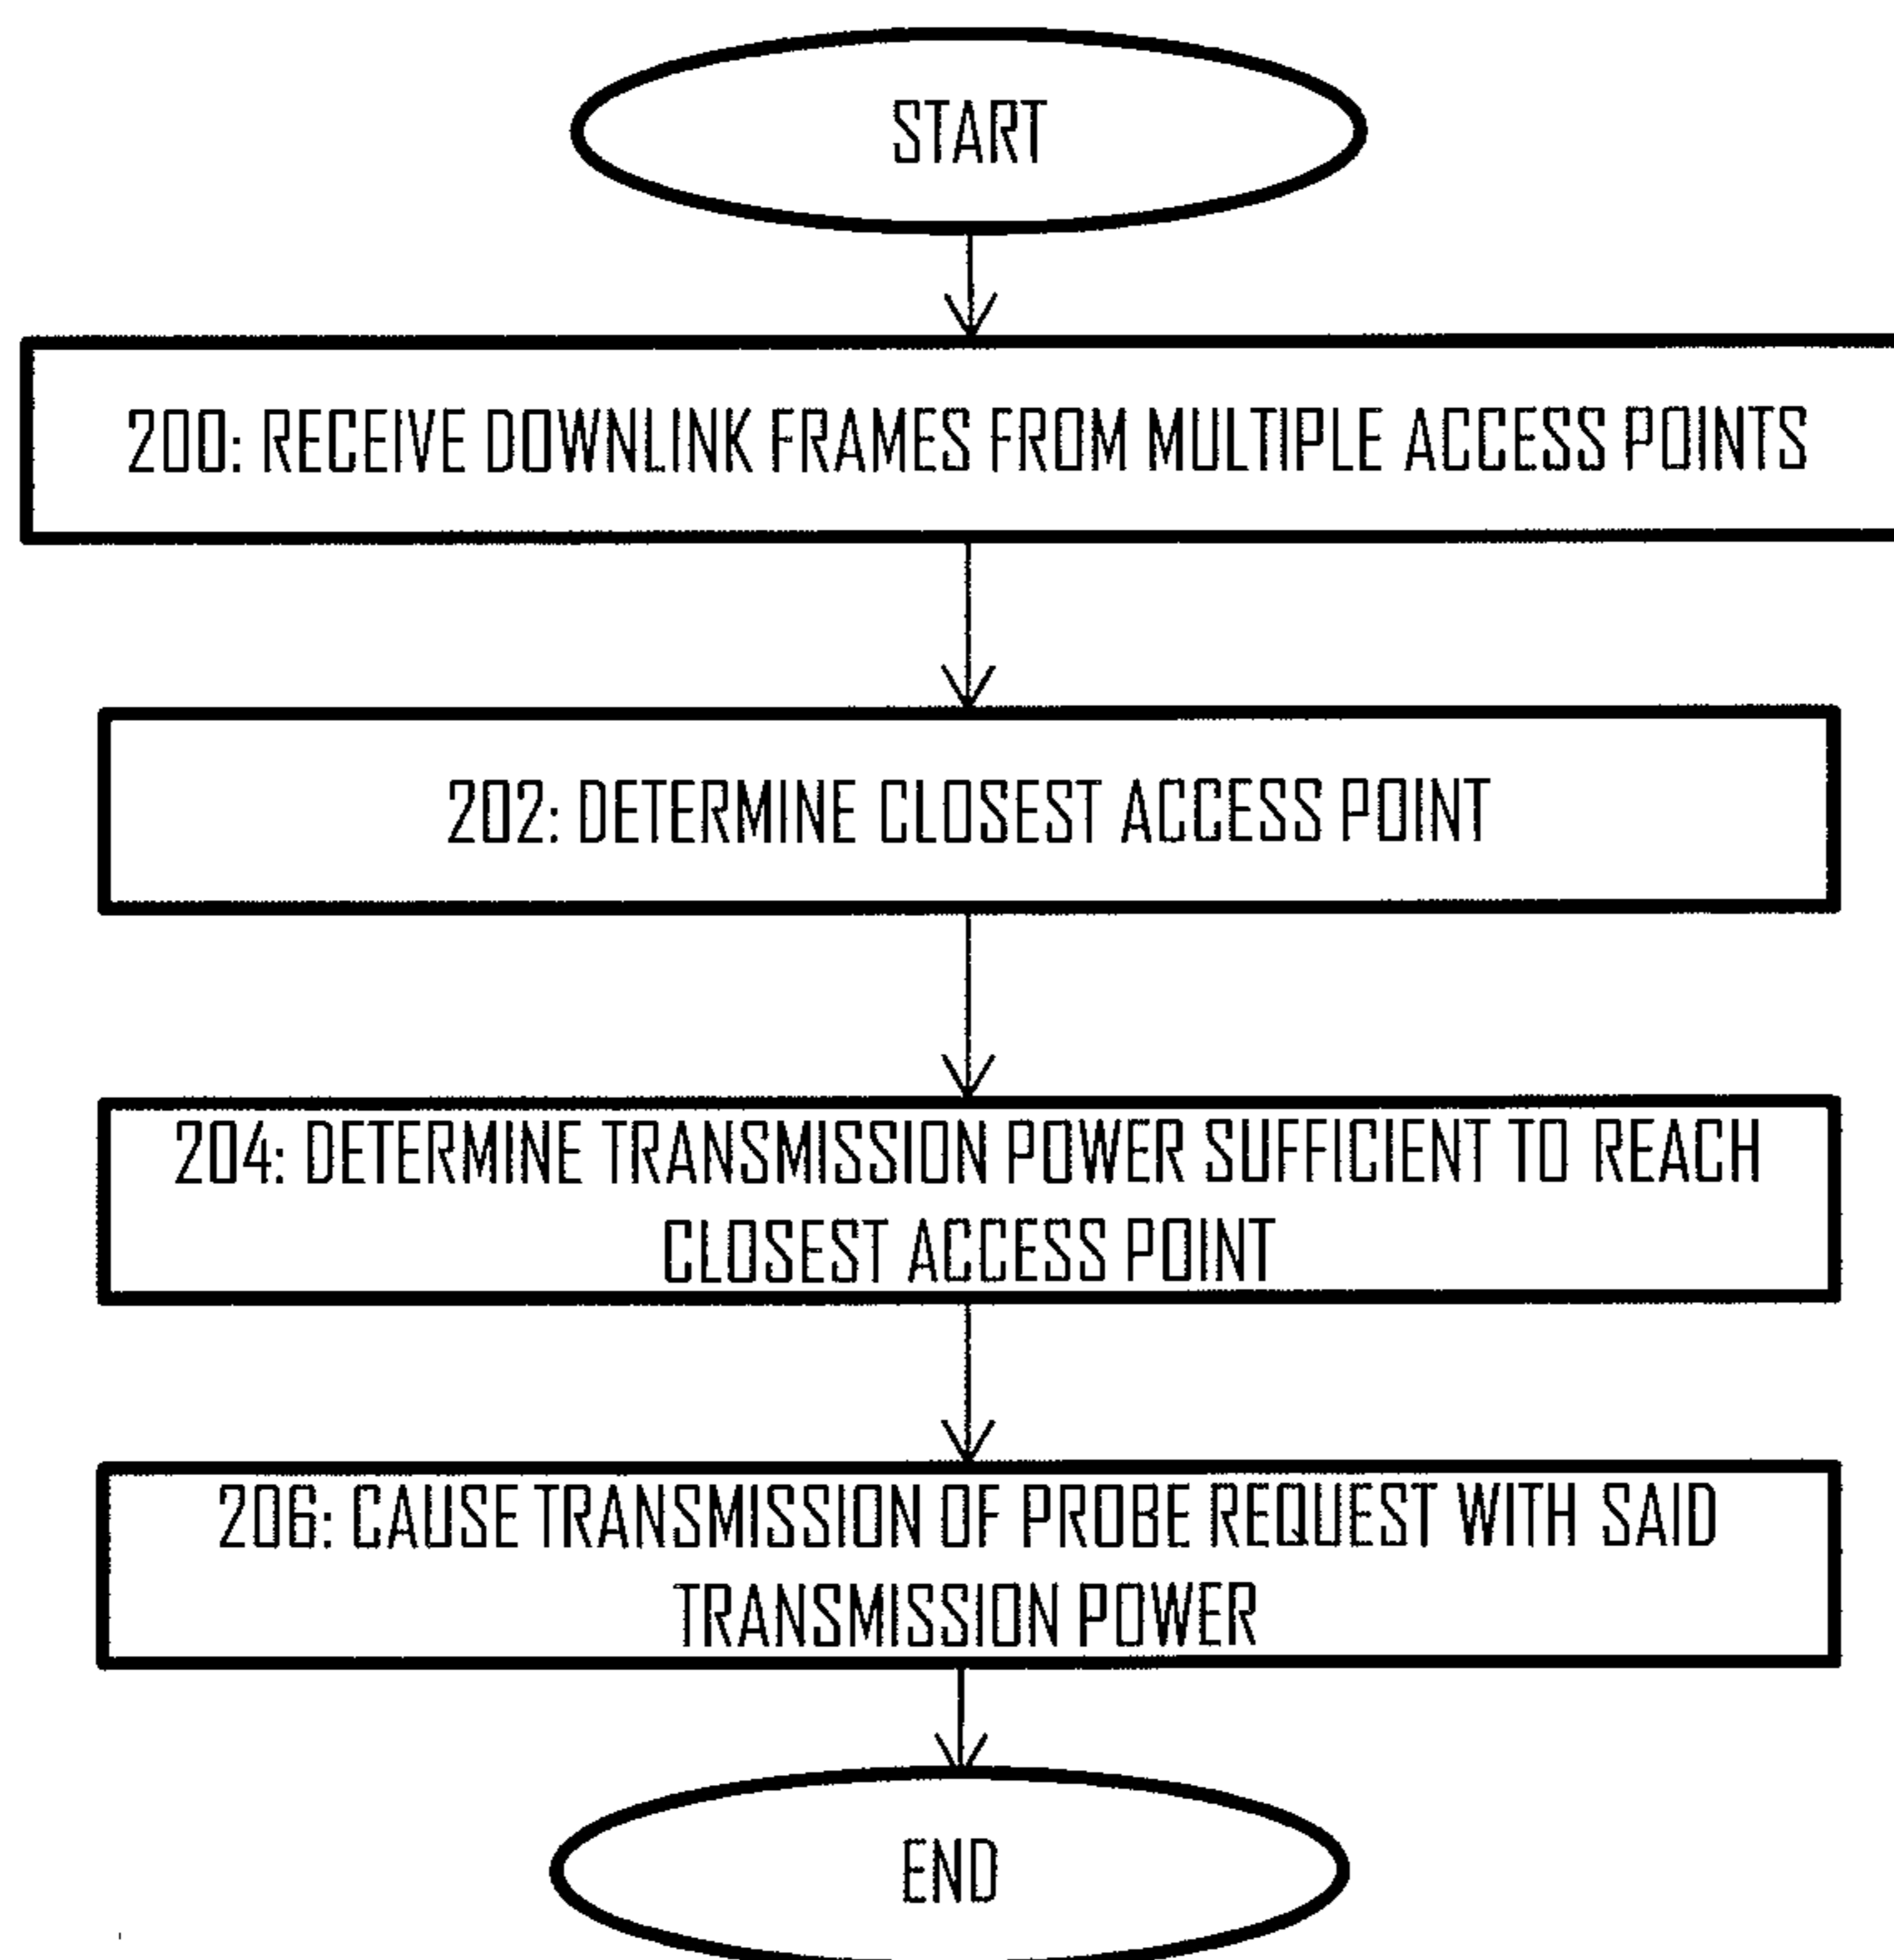 START
200: RECEIVE DOWNLINK FRAMES FROM MULTIPLE ACCESS POINTS
202: DETERMINE CLOSEST ACCESS POINT
204: DETERMINE TRANSMISSION POWER SUFFICIENT TO REACH
CLOSEST ACCESS POINT
206: CAUSE TRANSMISSION OF PROBE REQUEST WITH SAID
TRANSMISSION POWER
END